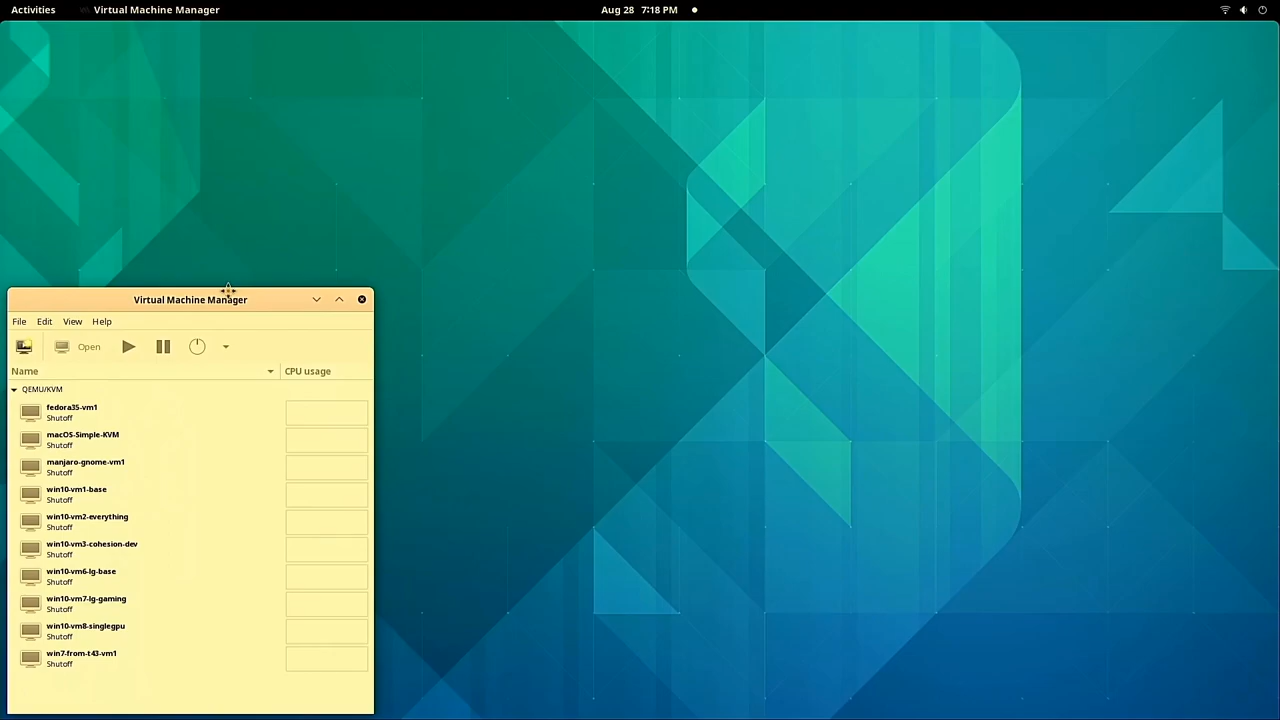 Activities
Virtual Machine Manager
Aug 28 7:18 PM
Virtual Machine Manager
File Edit View Help
Open
Name CPU usage
QEMU/KVM
fedora35-vm1
Shutoff
macOS-Simple-KVM
Shutoff
manjaro-gnome-vm1
Shutoff
win10-vm1-base
Shutoff
win10-vm2-everything
Shutoff
win10-vm3-cohesion-dev
Shutoff
win10-vm6-lg-base
Shutoff
win10-vm7-lg-gaming
Shutoff
win10-vm8-singlegpu
Shutoff
win7-from-t43-vm1
Shutoff